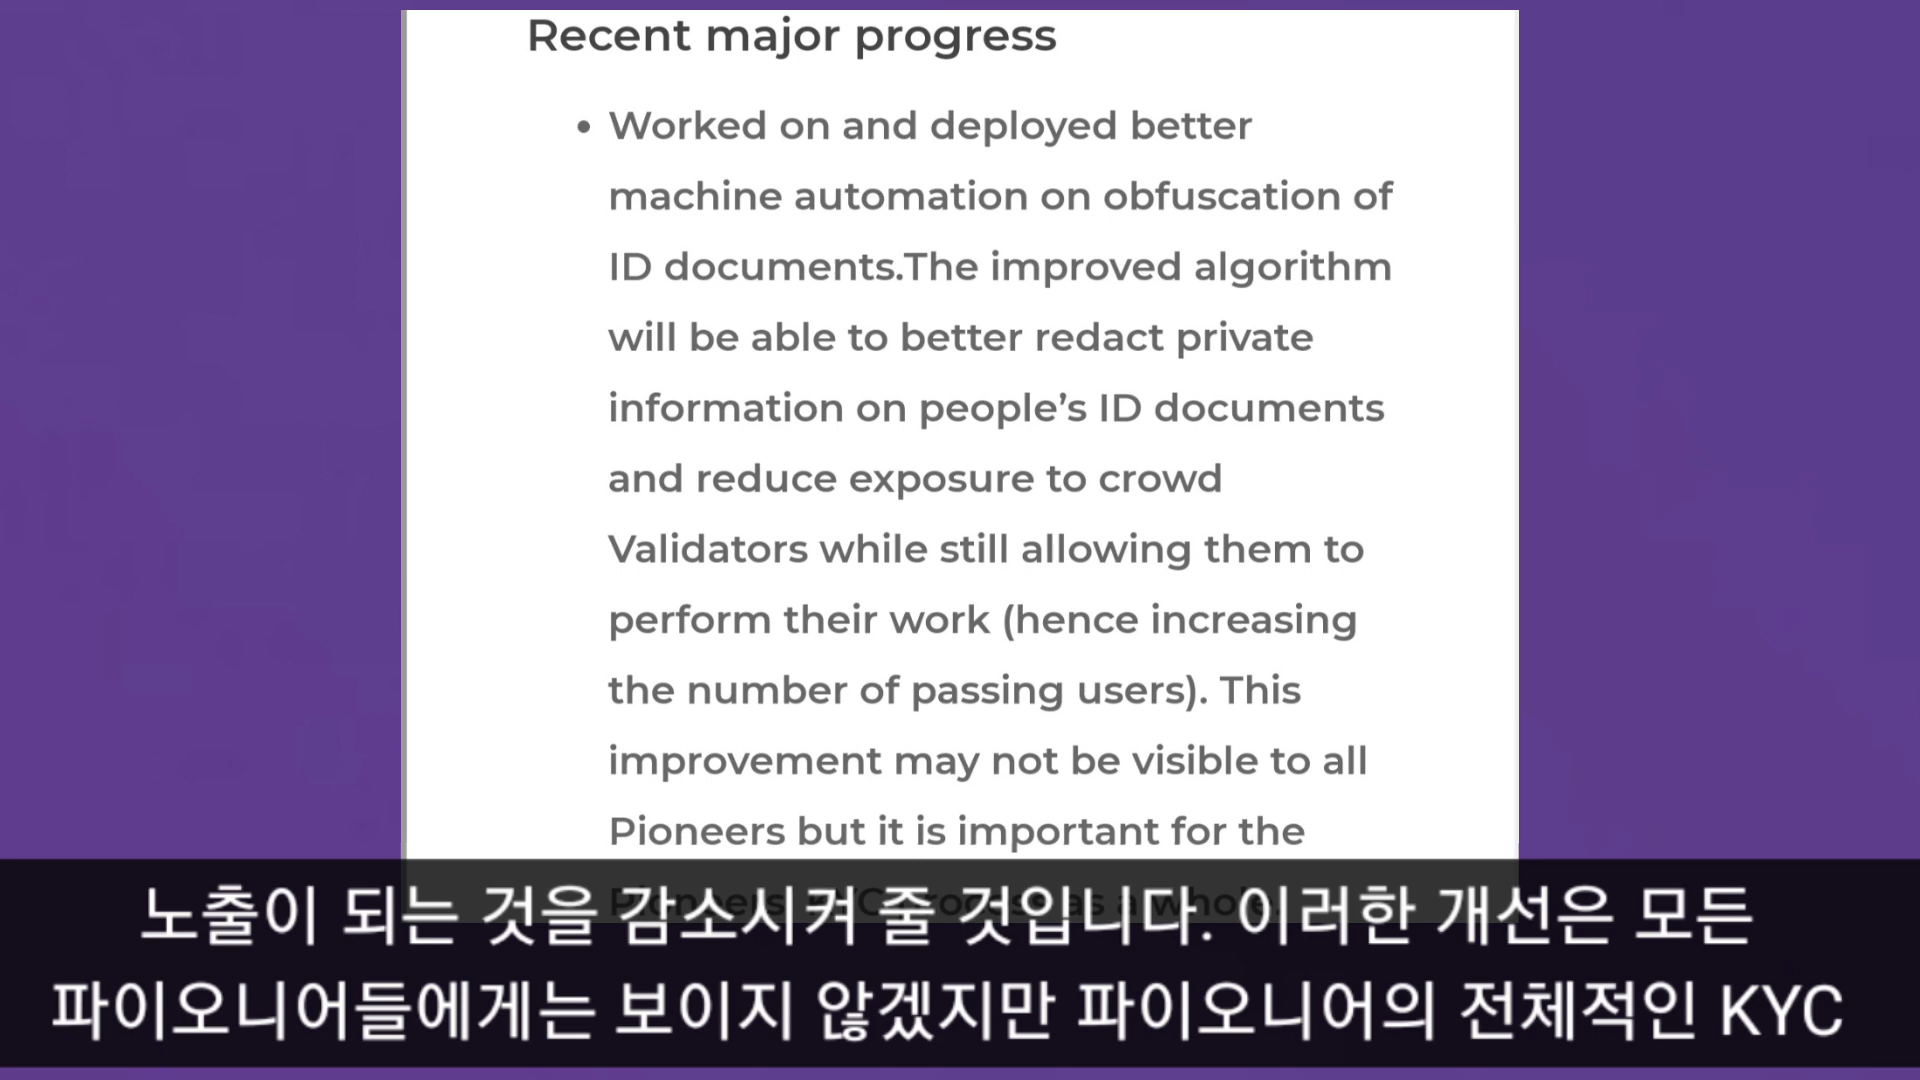 Recent major progress
• Worked on and deployed better
machine automation on obfuscation of
ID documents.The improved algorithm
will be able to better redact private
information on people’s ID documents
and reduce exposure to crowd
Validators while still allowing them to
perform their work (hence increasing
the number of passing users). This
improvement may not be visible to all
Pioneers but it is important for the
Pioneers KYC process as a whole.
노출이 되는 것을 감소시켜 줄 것입니다. 이러한 개선은 모든
파이오니어들에게는 보이지 않겠지만 파이오니어의 전체적인 KYC